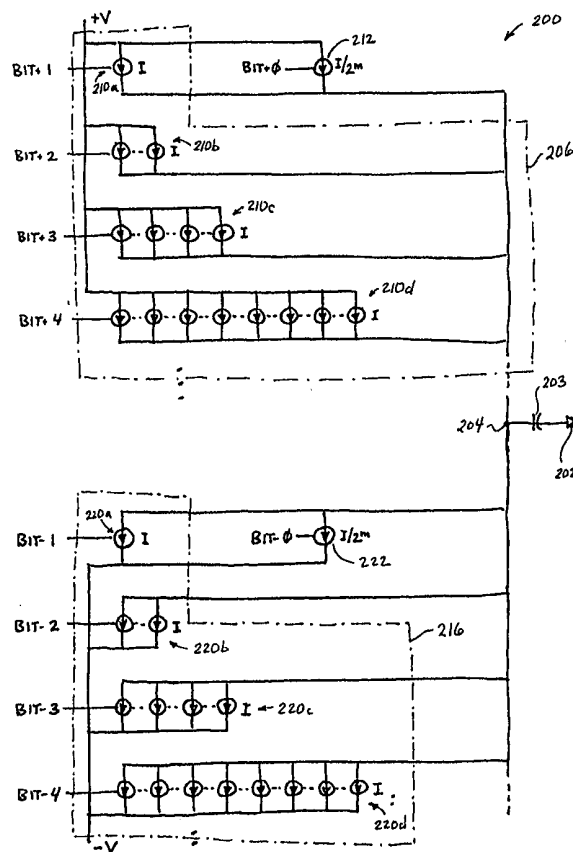 +V
200
212
BIT+1
I
BIT+Ø
I/2m
210a
210b
BIT+2
I
206
210c
BIT+3
I
210d
BIT+4
I
203
204
202
220a
BIT-1
I
BIT-Ø
I/2m
222
BIT-2
I
216
220b
BIT-3
I
220c
BIT-4
I
220d
-V